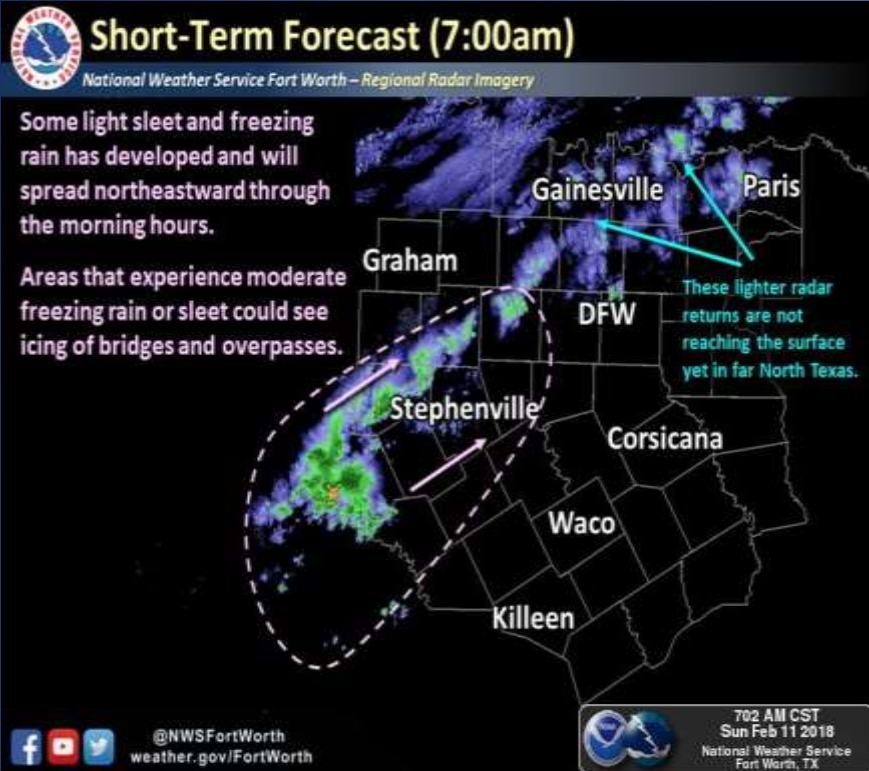 Short-Term Forecast (7:00am)
National Weather Service Fort Worth – Regional Radar Imagery
Some light sleet and freezing
rain has developed and will
spread northeastward through
the morning hours.
Areas that experience moderate
freezing rain or sleet could see
icing of bridges and overpasses.
Gainesville
Paris
Graham
These lighter radar
returns are not
reaching the surface
yet in far North Texas.
DFW
Stephenville
Corsicana
Waco
Killeen
@NWSFortWorth
weather.gov/FortWorth
702 AM CST
Sun Feb 11 2018
National Weather Service
Fort Worth, TX